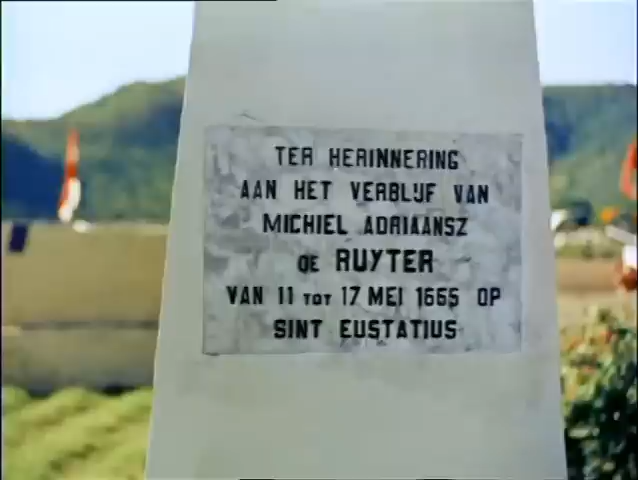 TER HERINNERING
AAN HET VERBLIJF VAN
MICHIEL ADRIAANSZ
DE RUYTER
VAN 11 TOT 17 MEI 1665 OP
SINT EUSTATIUS